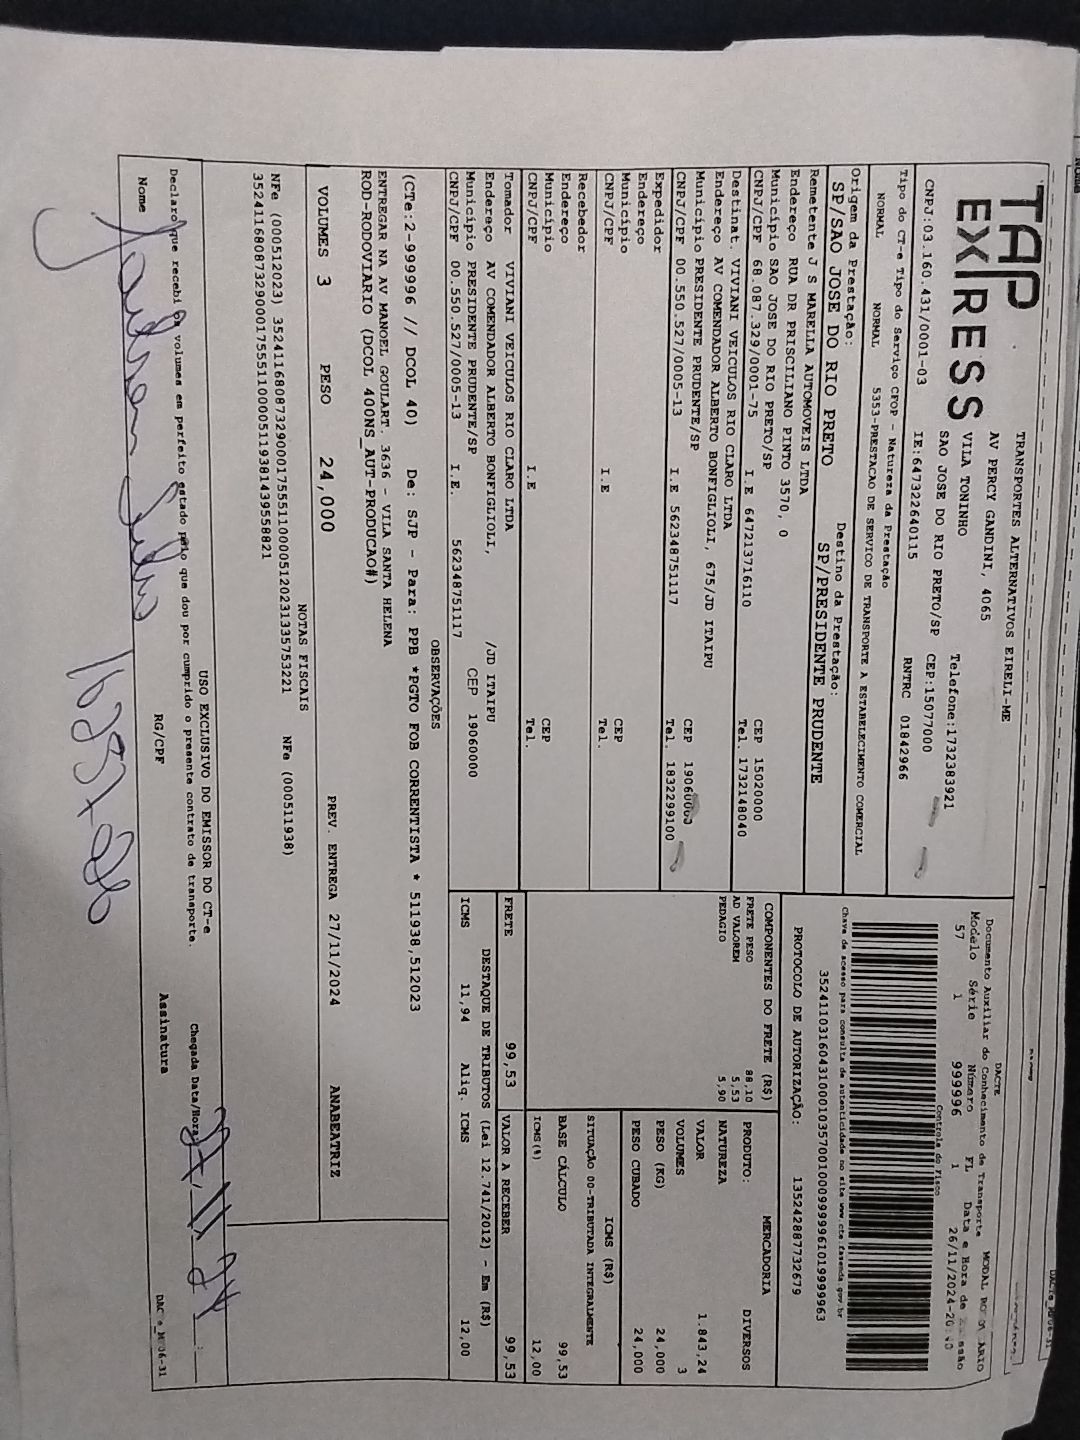 TAP
EXPRESS
TRANSPORTES ALTERNATIVOS EIRELI-ME
AV PERCY GANDINI, 4065
VILA TONINHO
SAO JOSE DO RIO PRETO/SP
Telefone:1732383921
CEP:15077000
CNPJ:03.160.431/0001-03
IE:647322640115
RNTRC 01842966
Tipo do CT-e Tipo do Serviço CFOP - Natureza da Prestação
NORMAL NORMAL 5353-PRESTACAO DE SERVICO DE TRANSPORTE A ESTABELECIMENTO COMERCIAL
Origem da Prestação: Destino da Prestação:
SP/SAO JOSE DO RIO PRETO SP/PRESIDENTE PRUDENTE
Remetente J S MARELLA AUTOMOVEIS LTDA
Endereço RUA DR PRISCILIANO PINTO 3570, 0
Município SAO JOSE DO RIO PRETO/SP CEP 15020000
CNPJ/CPF 68.087.329/0001-75 I.E 647213716110 Tel. 1732148040
Destinat. VIVIANI VEICULOS RIO CLARO LTDA
Endereço AV COMENDADOR ALBERTO BONFIGLIOLI, 675/JD ITAIPU
Município PRESIDENTE PRUDENTE/SP CEP 19060000
CNPJ/CPF 00.550.527/0005-13 I.E 562348751117 Tel. 1832299100
Expedidor
Endereço
Município CEP
CNPJ/CPF I.E Tel.
Recebedor
Endereço
Município CEP
CNPJ/CPF I.E Tel.
Tomador VIVIANI VEICULOS RIO CLARO LTDA
Endereço AV COMENDADOR ALBERTO BONFIGLIOLI, /JD ITAIPU
Município PRESIDENTE PRUDENTE/SP CEP 19060000
CNPJ/CPF 00.550.527/0005-13 I.E. 562348751117
DACTE
Documento Auxiliar do Conhecimento de Transporte
Modelo Série Número FL Data e Hora de
57 1 999996 1
Controle do Fisco
Chave de acesso para consulta de autenticidade no site www.cte.fazenda.gov.br
35241103160431000103570010009999961019999963
PROTOCOLO DE AUTORIZAÇÃO: 135242887732679
COMPONENTES DO FRETE (R$)
FRETE PESO 88,10
AD VALOREM 5,53
PEDAGIO 5,90
MERCADORIA
PRODUTO: DIVERSOS
NATUREZA
VALOR 1.843,24
VOLUMES 3
PESO (KG) 24,000
PESO CUBADO 24,000
ICMS (R$)
SITUAÇÃO 00-TRIBUTADA INTEGRALMENTE
BASE CÁLCULO 99,53
ICMS(%) 12,00
FRETE 99,53 VALOR A RECEBER 99,53
DESTAQUE DE TRIBUTOS (Lei 12.741/2012) - Em (R$)
ICMS 11,94 Aliq. ICMS 12,00
OBSERVAÇÕES
(CTe:2-999996 // DCOL 40) De: SJP - Para: PPB *PGTO FOB CORRENTISTA * 511938,512023
ENTREGAR NA AV MANOEL GOULART. 3636 - VILA SANTA HELENA
ROD-RODOVIARIO (DCOL 400NS_AUT-PRODUCAO#)
VOLUMES 3 PESO 24,000 PREV. ENTREGA 27/11/2024 ANABEATRIZ
NOTAS FISCAIS
NFe (000512023) 35241168087329000175551100005120231335753221 NFe (000511938)
35241168087329000175551100005119381439558821
USO EXCLUSIVO DO EMISSOR DO CT-e
Declaro que recebi os volumes em perfeito estado pelo que dou por cumprido o presente contrato de transporte.
Chegada Data/Hora
Nome RG/CPF Assinatura